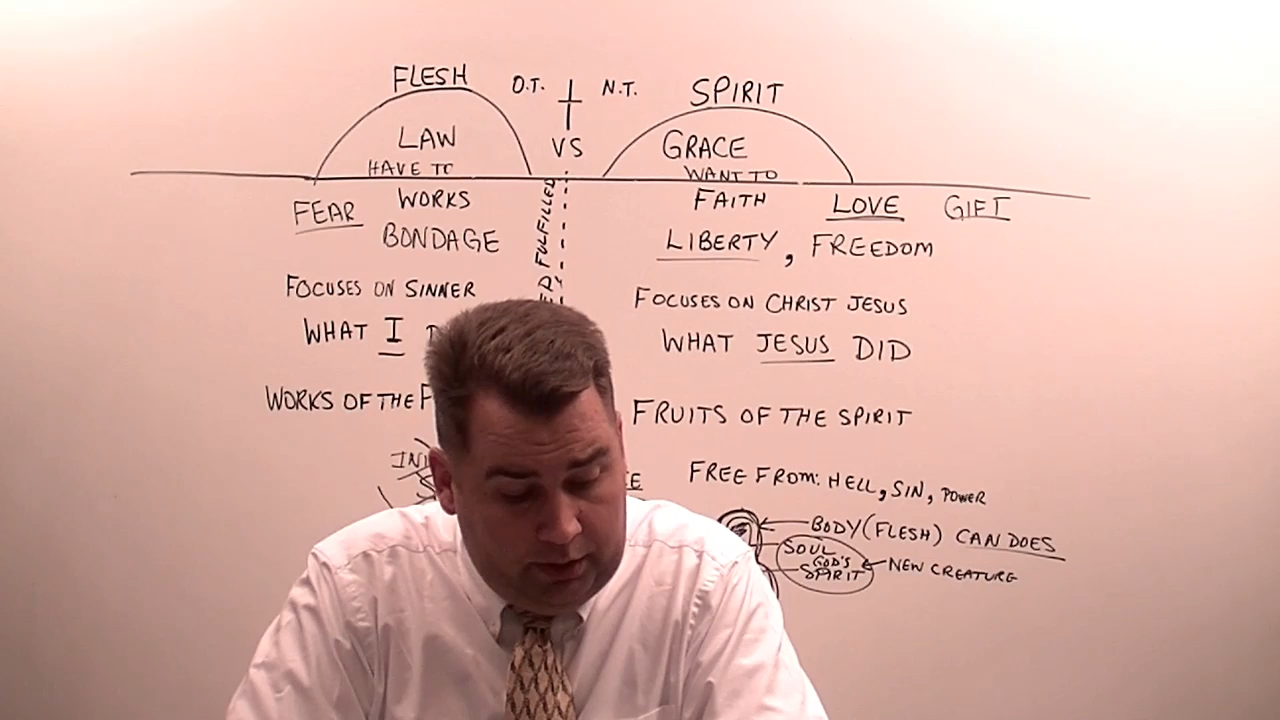 FLESH O.T. N.T. SPIRIT
LAW VS GRACE
HAVE TO WANT TO
WORKS FAITH
FEAR LOVE GIFT
BONDAGE LIBERTY, FREEDOM
FULFILLED
FOCUSES ON SINNER FOCUSES ON CHRIST JESUS
WHAT I WHAT JESUS DID
WORKS OF THE FRUITS OF THE SPIRIT
FREE FROM: HELL, SIN, POWER
BODY (FLESH) CAN DOES
SOUL
GOD'S
SPIRIT NEW CREATURE